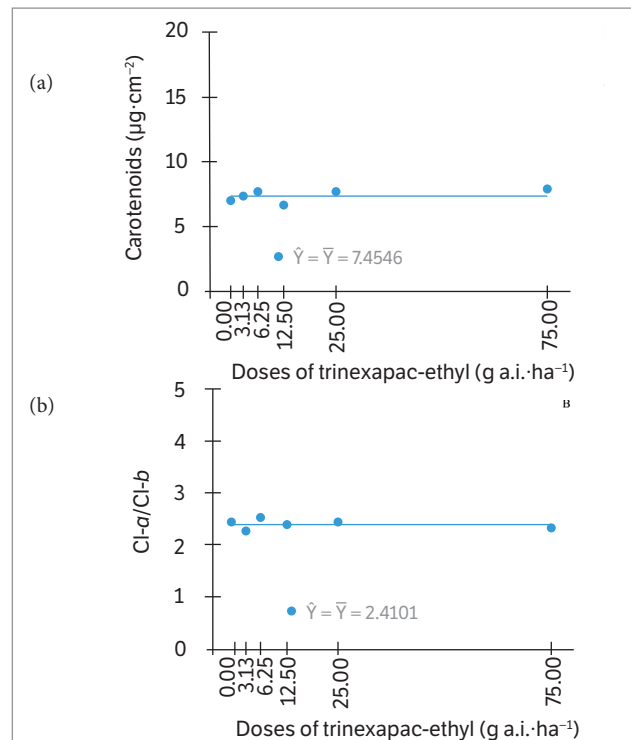 (a)
Carotenoids (µg·cm⁻²)
20
15
10
5
0
Ŷ = Y̅ = 7.4546
0.00
3.13
6.25
12.50
25.00
75.00
Doses of trinexapac-ethyl (g a.i.·ha⁻¹)
(b)
B
Cl-a/Cl-b
5
4
3
2
1
0
Ŷ = Y̅ = 2.4101
0.00
3.13
6.25
12.50
25.00
75.00
Doses of trinexapac-ethyl (g a.i.·ha⁻¹)